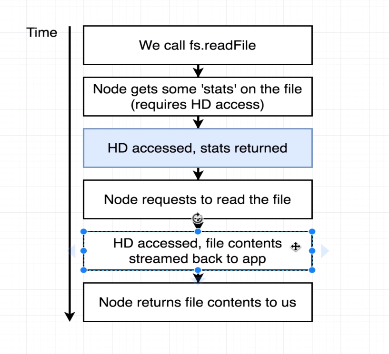 Time
We call fs.readFile
Node gets some 'stats' on the file
(requires HD access)
HD accessed, stats returned
Node requests to read the file
HD accessed, file contents
streamed back to app
Node returns file contents to us